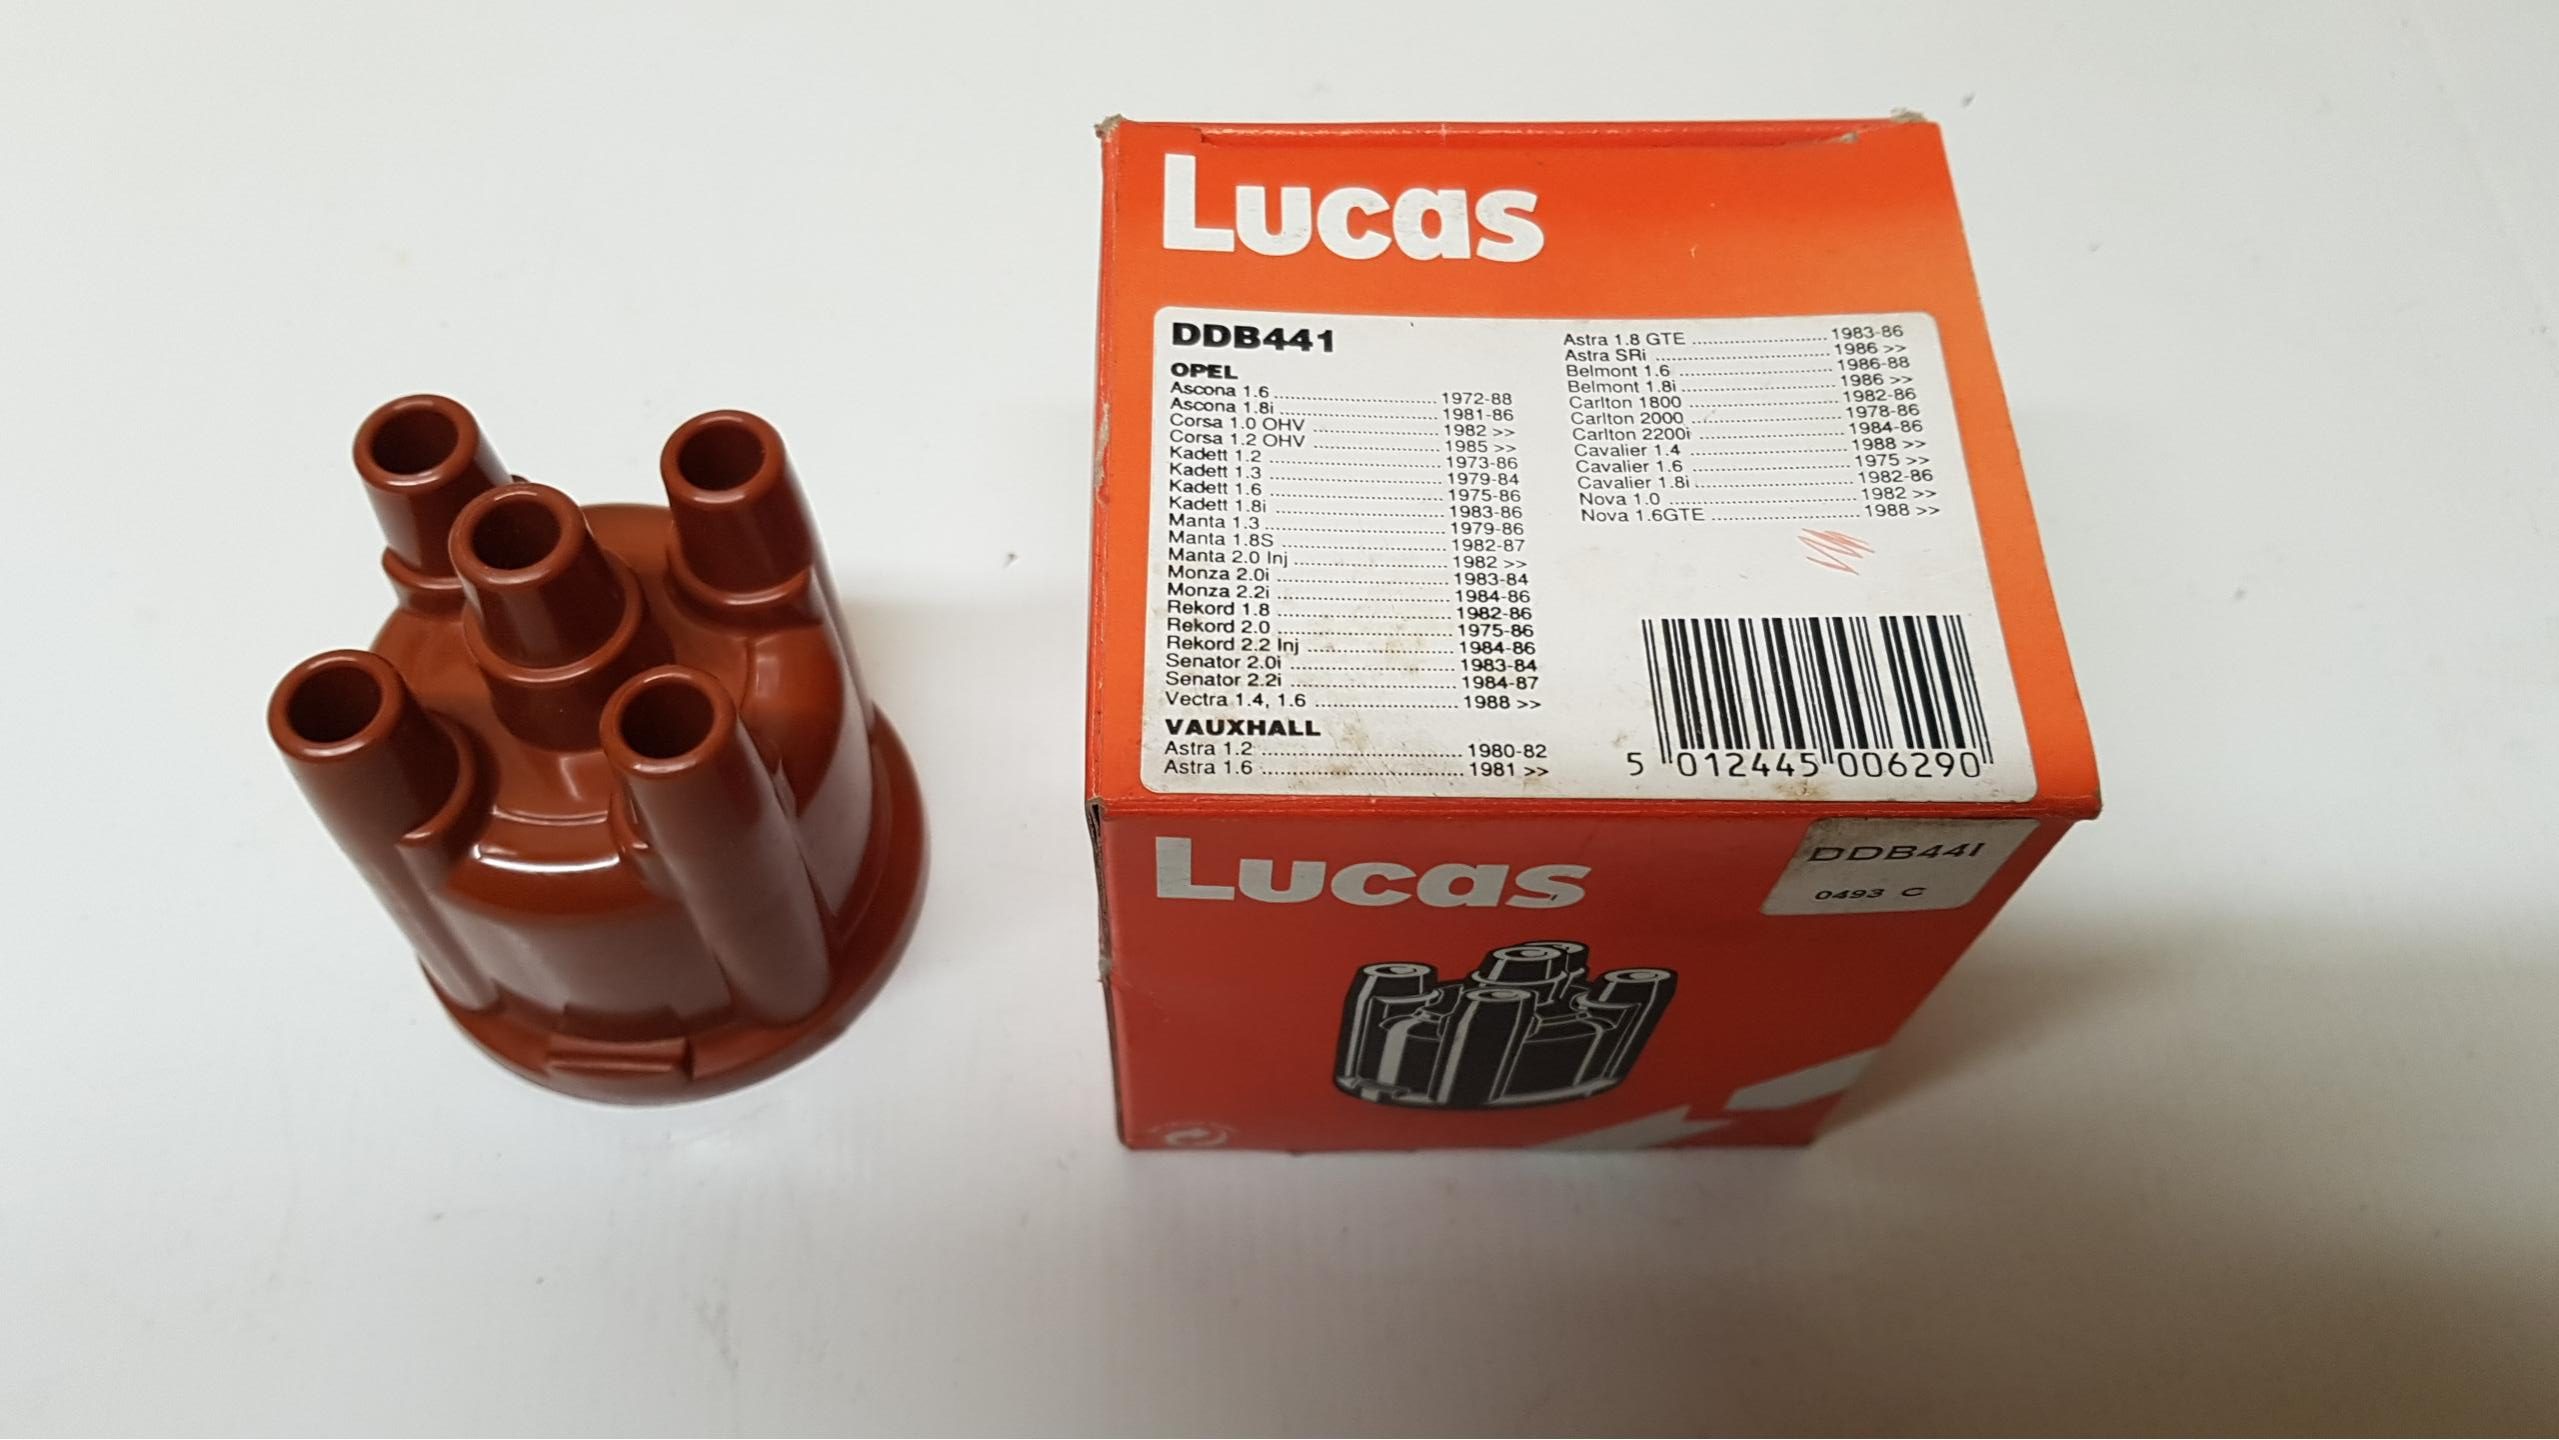 Lucas
DDB441
OPEL
Ascona 1.6 ........ 1972-88
Ascona 1.8i ........ 1981-86
Corsa 1.0 OHV ........ 1982 >>
Corsa 1.2 OHV ........ 1985 >>
Kadett 1.2 ........ 1973-86
Kadett 1.3 ........ 1979-84
Kadett 1.6 ........ 1975-86
Kadett 1.8i ........ 1983-86
Manta 1.3 ........ 1979-86
Manta 1.8S ........ 1982-87
Manta 2.0 Inj ........ 1982 >>
Monza 2.0i ........ 1983-84
Monza 2.2i ........ 1984-86
Rekord 1.8 ........ 1982-86
Rekord 2.0 ........ 1975-86
Rekord 2.2 Inj ........ 1984-86
Senator 2.0i ........ 1983-84
Senator 2.2i ........ 1984-87
Vectra 1.4, 1.6 ........ 1988 >>
VAUXHALL
Astra 1.2 ........ 1980-82
Astra 1.6 ........ 1981 >>
Astra 1.8 GTE ........ 1983-86
Astra SRi ........ 1986 >>
Belmont 1.6 ........ 1986-88
Belmont 1.8i ........ 1986 >>
Carlton 1800 ........ 1982-86
Carlton 2000 ........ 1978-86
Carlton 2200i ........ 1984-86
Cavalier 1.4 ........ 1988 >>
Cavalier 1.6 ........ 1975 >>
Cavalier 1.8i ........ 1982-86
Nova 1.0 ........ 1982 >>
Nova 1.6GTE ........ 1988 >>
5 012445 006290
Lucas
DDB441
0493 C